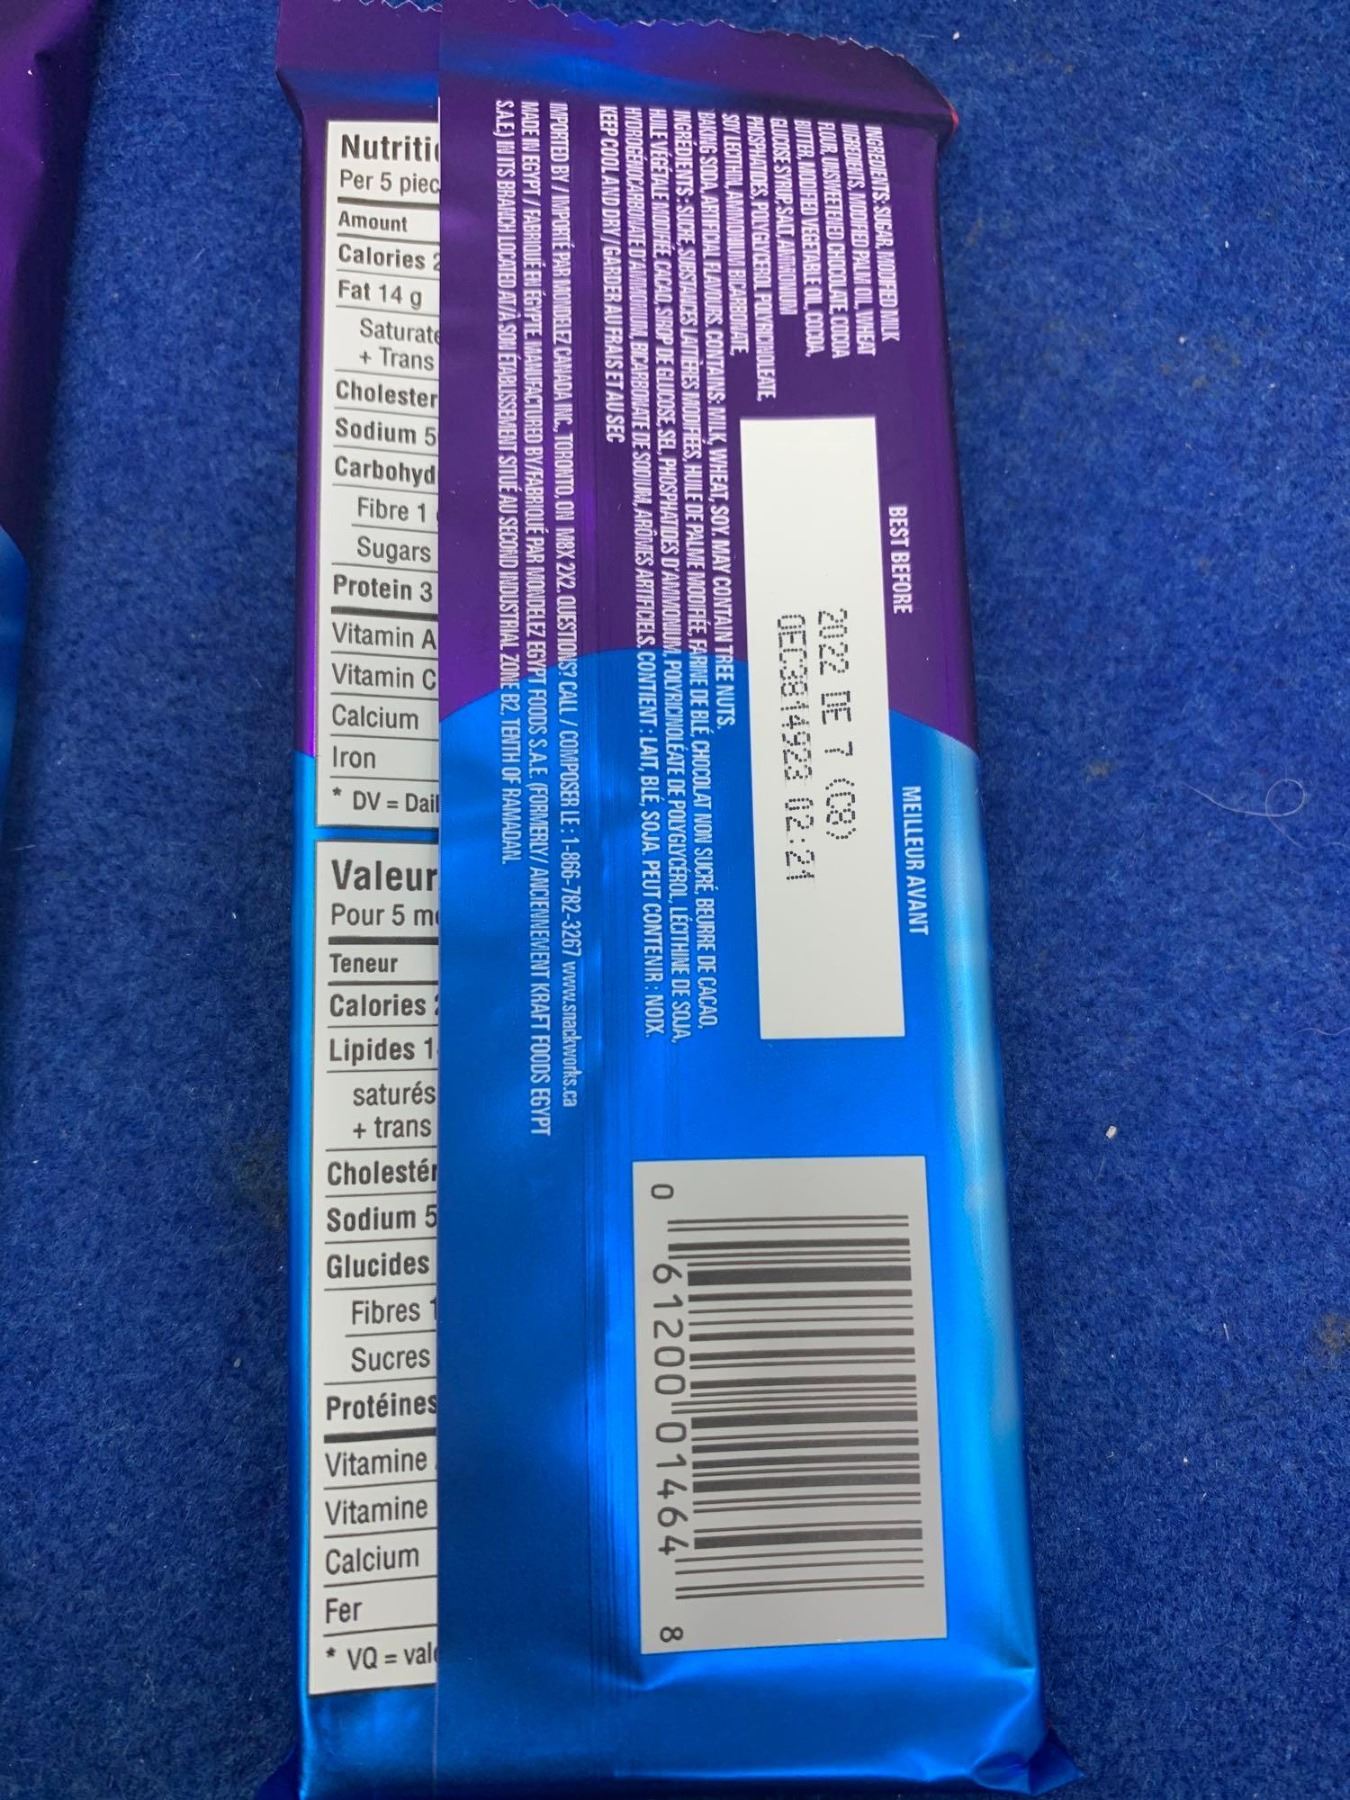 INGREDIENTS: SUGAR, MODIFIED MILK
INGREDIENTS, MODIFIED PALM OIL, WHEAT
FLOUR, UNSWEETENED CHOCOLATE, COCOA
BUTTER, MODIFIED VEGETABLE OIL, COCOA,
GLUCOSE SYRUP, SALT, AMMONIUM
PHOSPHATIDES, POLYGLYCEROL POLYRICINOLEATE,
SOY LECITHIN, AMMONIUM BICARBONATE,
BAKING SODA, ARTIFICIAL FLAVOURS. CONTAINS: MILK, WHEAT, SOY. MAY CONTAIN TREE NUTS.
INGRÉDIENTS : SUCRE, SUBSTANCES LAITIÈRES MODIFIÉES, HUILE DE PALME MODIFIÉE, FARINE DE BLÉ, CHOCOLAT NON SUCRÉ, BEURRE DE CACAO,
HUILE VÉGÉTALE MODIFIÉE, CACAO, SIROP DE GLUCOSE, SEL, PHOSPHATIDES D'AMMONIUM, POLYRICINOLÉATE DE POLYGLYCÉROL, LÉCITHINE DE SOJA,
HYDROGÉNOCARBONATE D'AMMONIUM, BICARBONATE DE SODIUM, ARÔMES ARTIFICIELS. CONTIENT : LAIT, BLÉ, SOJA. PEUT CONTENIR : NOIX.
KEEP COOL AND DRY / GARDER AU FRAIS ET AU SEC
IMPORTED BY / IMPORTÉ PAR MONDELEZ CANADA INC., TORONTO, ON M8X 2X2. QUESTIONS? CALL / COMPOSER LE : 1-866-782-3267 www.snackworks.ca
MADE IN EGYPT / FABRIQUÉ EN ÉGYPTE. MANUFACTURED BY/FABRIQUÉ PAR MONDELEZ EGYPT FOODS S.A.E. (FORMERLY/ ANCIENNEMENT KRAFT FOODS EGYPT
S.A.E) IN ITS BRANCH LOCATED AT/À SON ÉTABLISSEMENT SITUÉ AU SECOND INDUSTRIAL ZONE B2, TENTH OF RAMADAN.
BEST BEFORE
MEILLEUR AVANT
2022 DE 7 (C8)
OEC3814923 02:21
0 61200 01464 8
Nutriti
Per 5 piec
Amount
Calories 2
Fat 14 g
Saturate
+ Trans
Cholester
Sodium 5
Carbohyd
Fibre 1
Sugars
Protein 3
Vitamin A
Vitamin C
Calcium
Iron
* DV = Dail
Valeur
Pour 5 mo
Teneur
Calories 2
Lipides 1
saturés
+ trans
Cholestér
Sodium 5
Glucides
Fibres 1
Sucres
Protéines
Vitamine
Vitamine
Calcium
Fer
* VQ = vale